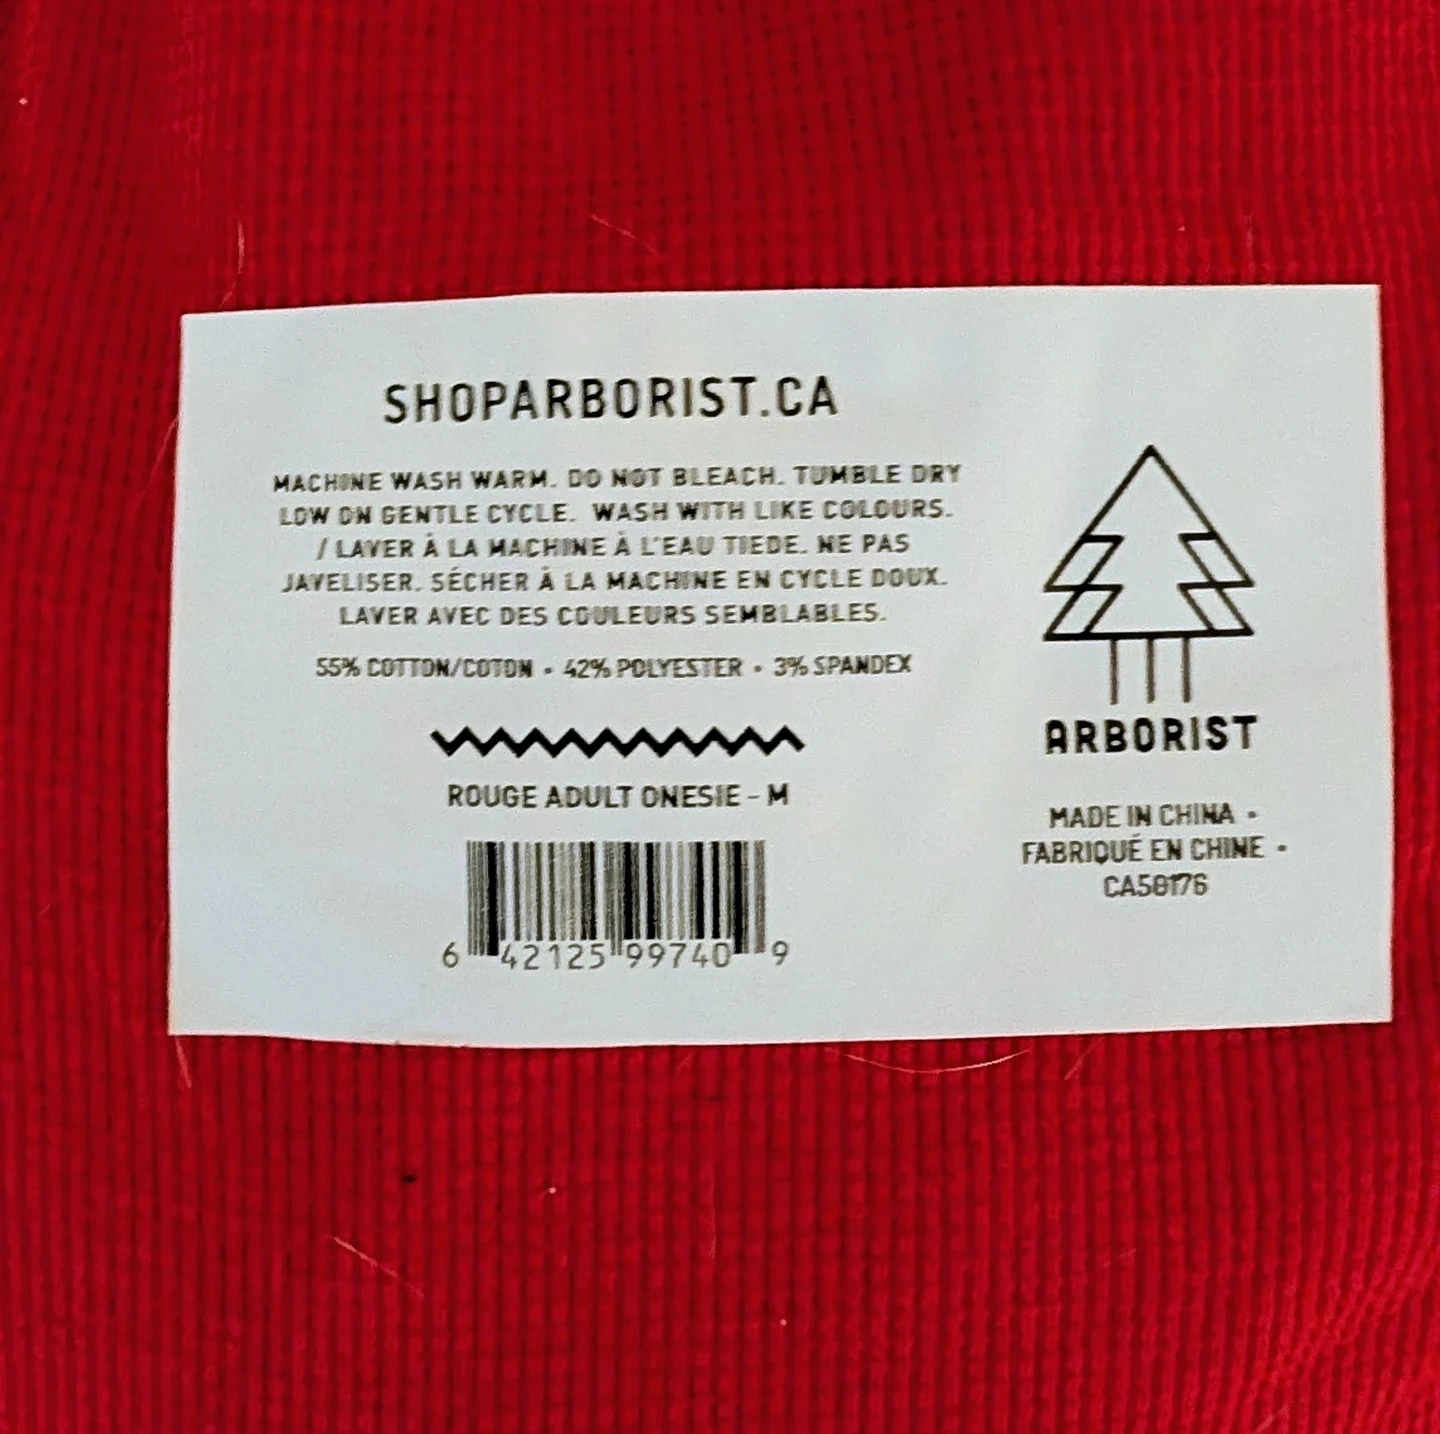 SHOPARBORIST.CA
MACHINE WASH WARM. DO NOT BLEACH. TUMBLE DRY
LOW ON GENTLE CYCLE. WASH WITH LIKE COLOURS.
/ LAVER À LA MACHINE À L'EAU TIEDE. NE PAS
JAVELISER. SÉCHER À LA MACHINE EN CYCLE DOUX.
LAVER AVEC DES COULEURS SEMBLABLES.
55% COTTON/COTON • 42% POLYESTER • 3% SPANDEX
ROUGE ADULT ONESIE - M
6 42125 99740 9
ARBORIST
MADE IN CHINA •
FABRIQUÉ EN CHINE •